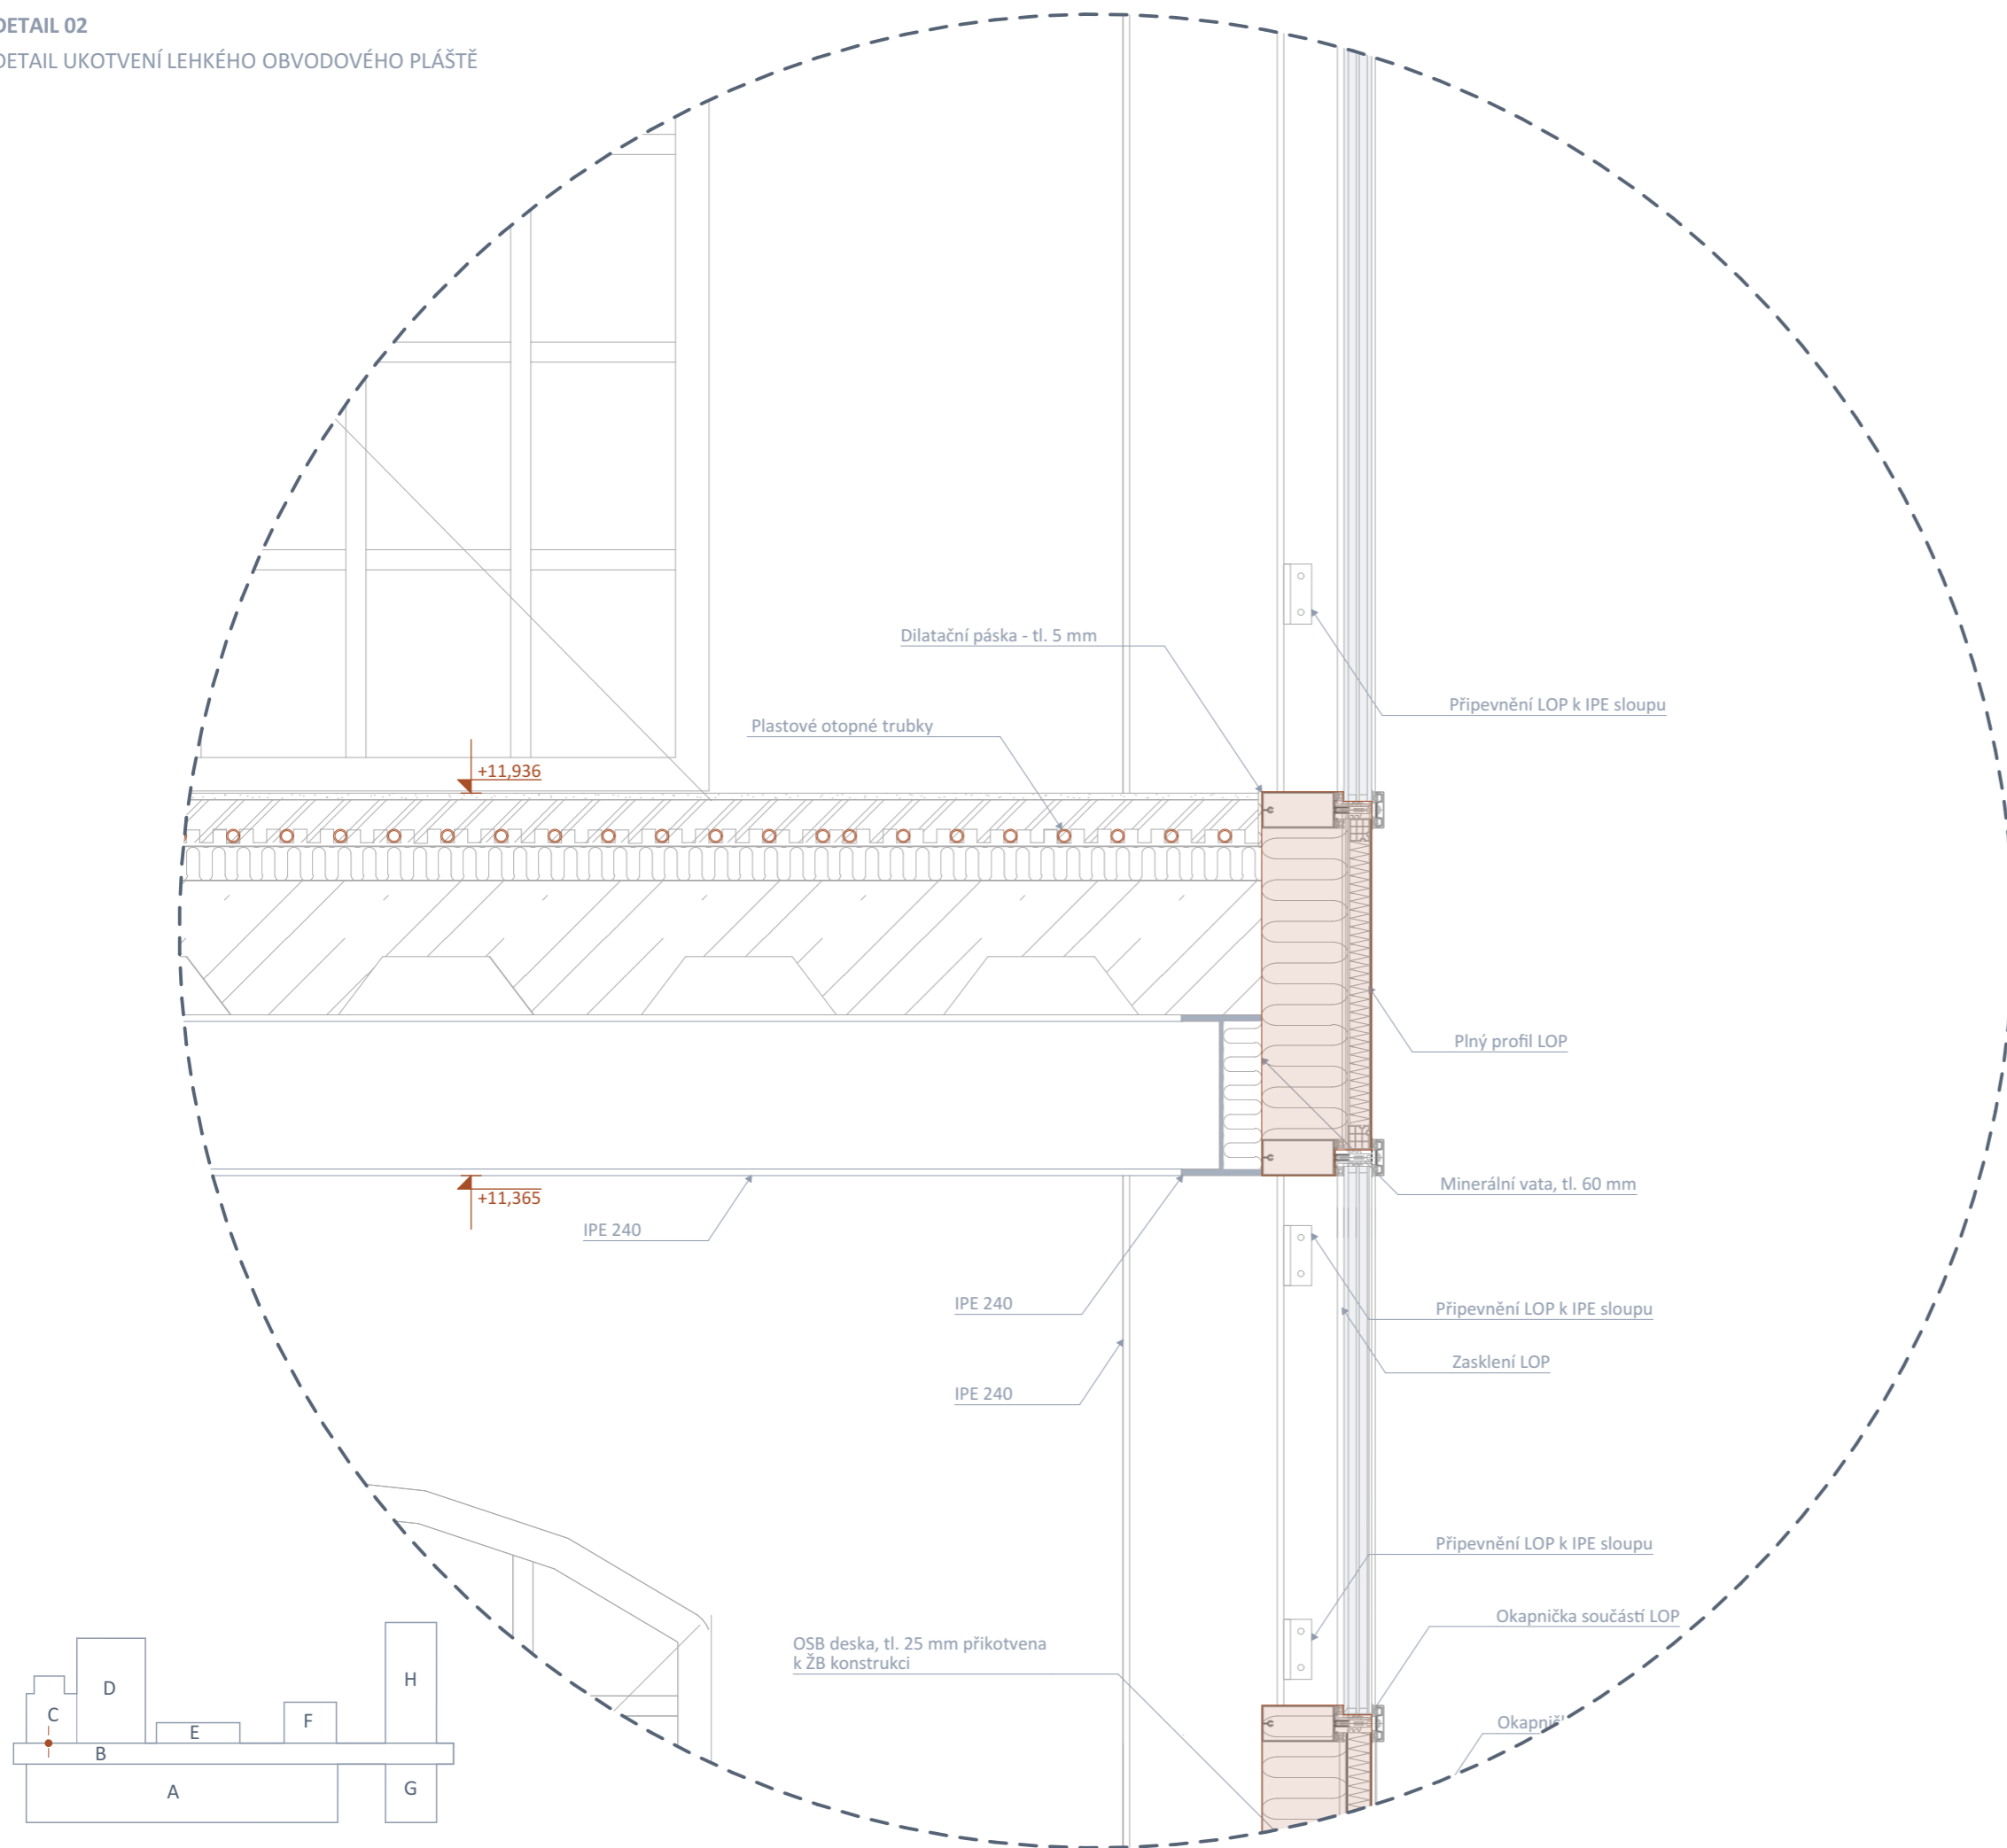 DETAIL 02
DETAIL UKOTVENÍ LEHKÉHO OBVODOVÉHO PLÁŠTĚ
Dilatační páska - tl. 5 mm
Připevnění LOP k IPE sloupu
Plastové otopné trubky
+11,936
Plný profil LOP
Minerální vata, tl. 60 mm
+11,365
IPE 240
IPE 240
Připevnění LOP k IPE sloupu
Zasklení LOP
IPE 240
Připevnění LOP k IPE sloupu
Okapnička součástí LOP
OSB deska, tl. 25 mm přikotvena
k ŽB konstrukci
H
D
C
F
E
B
A
G